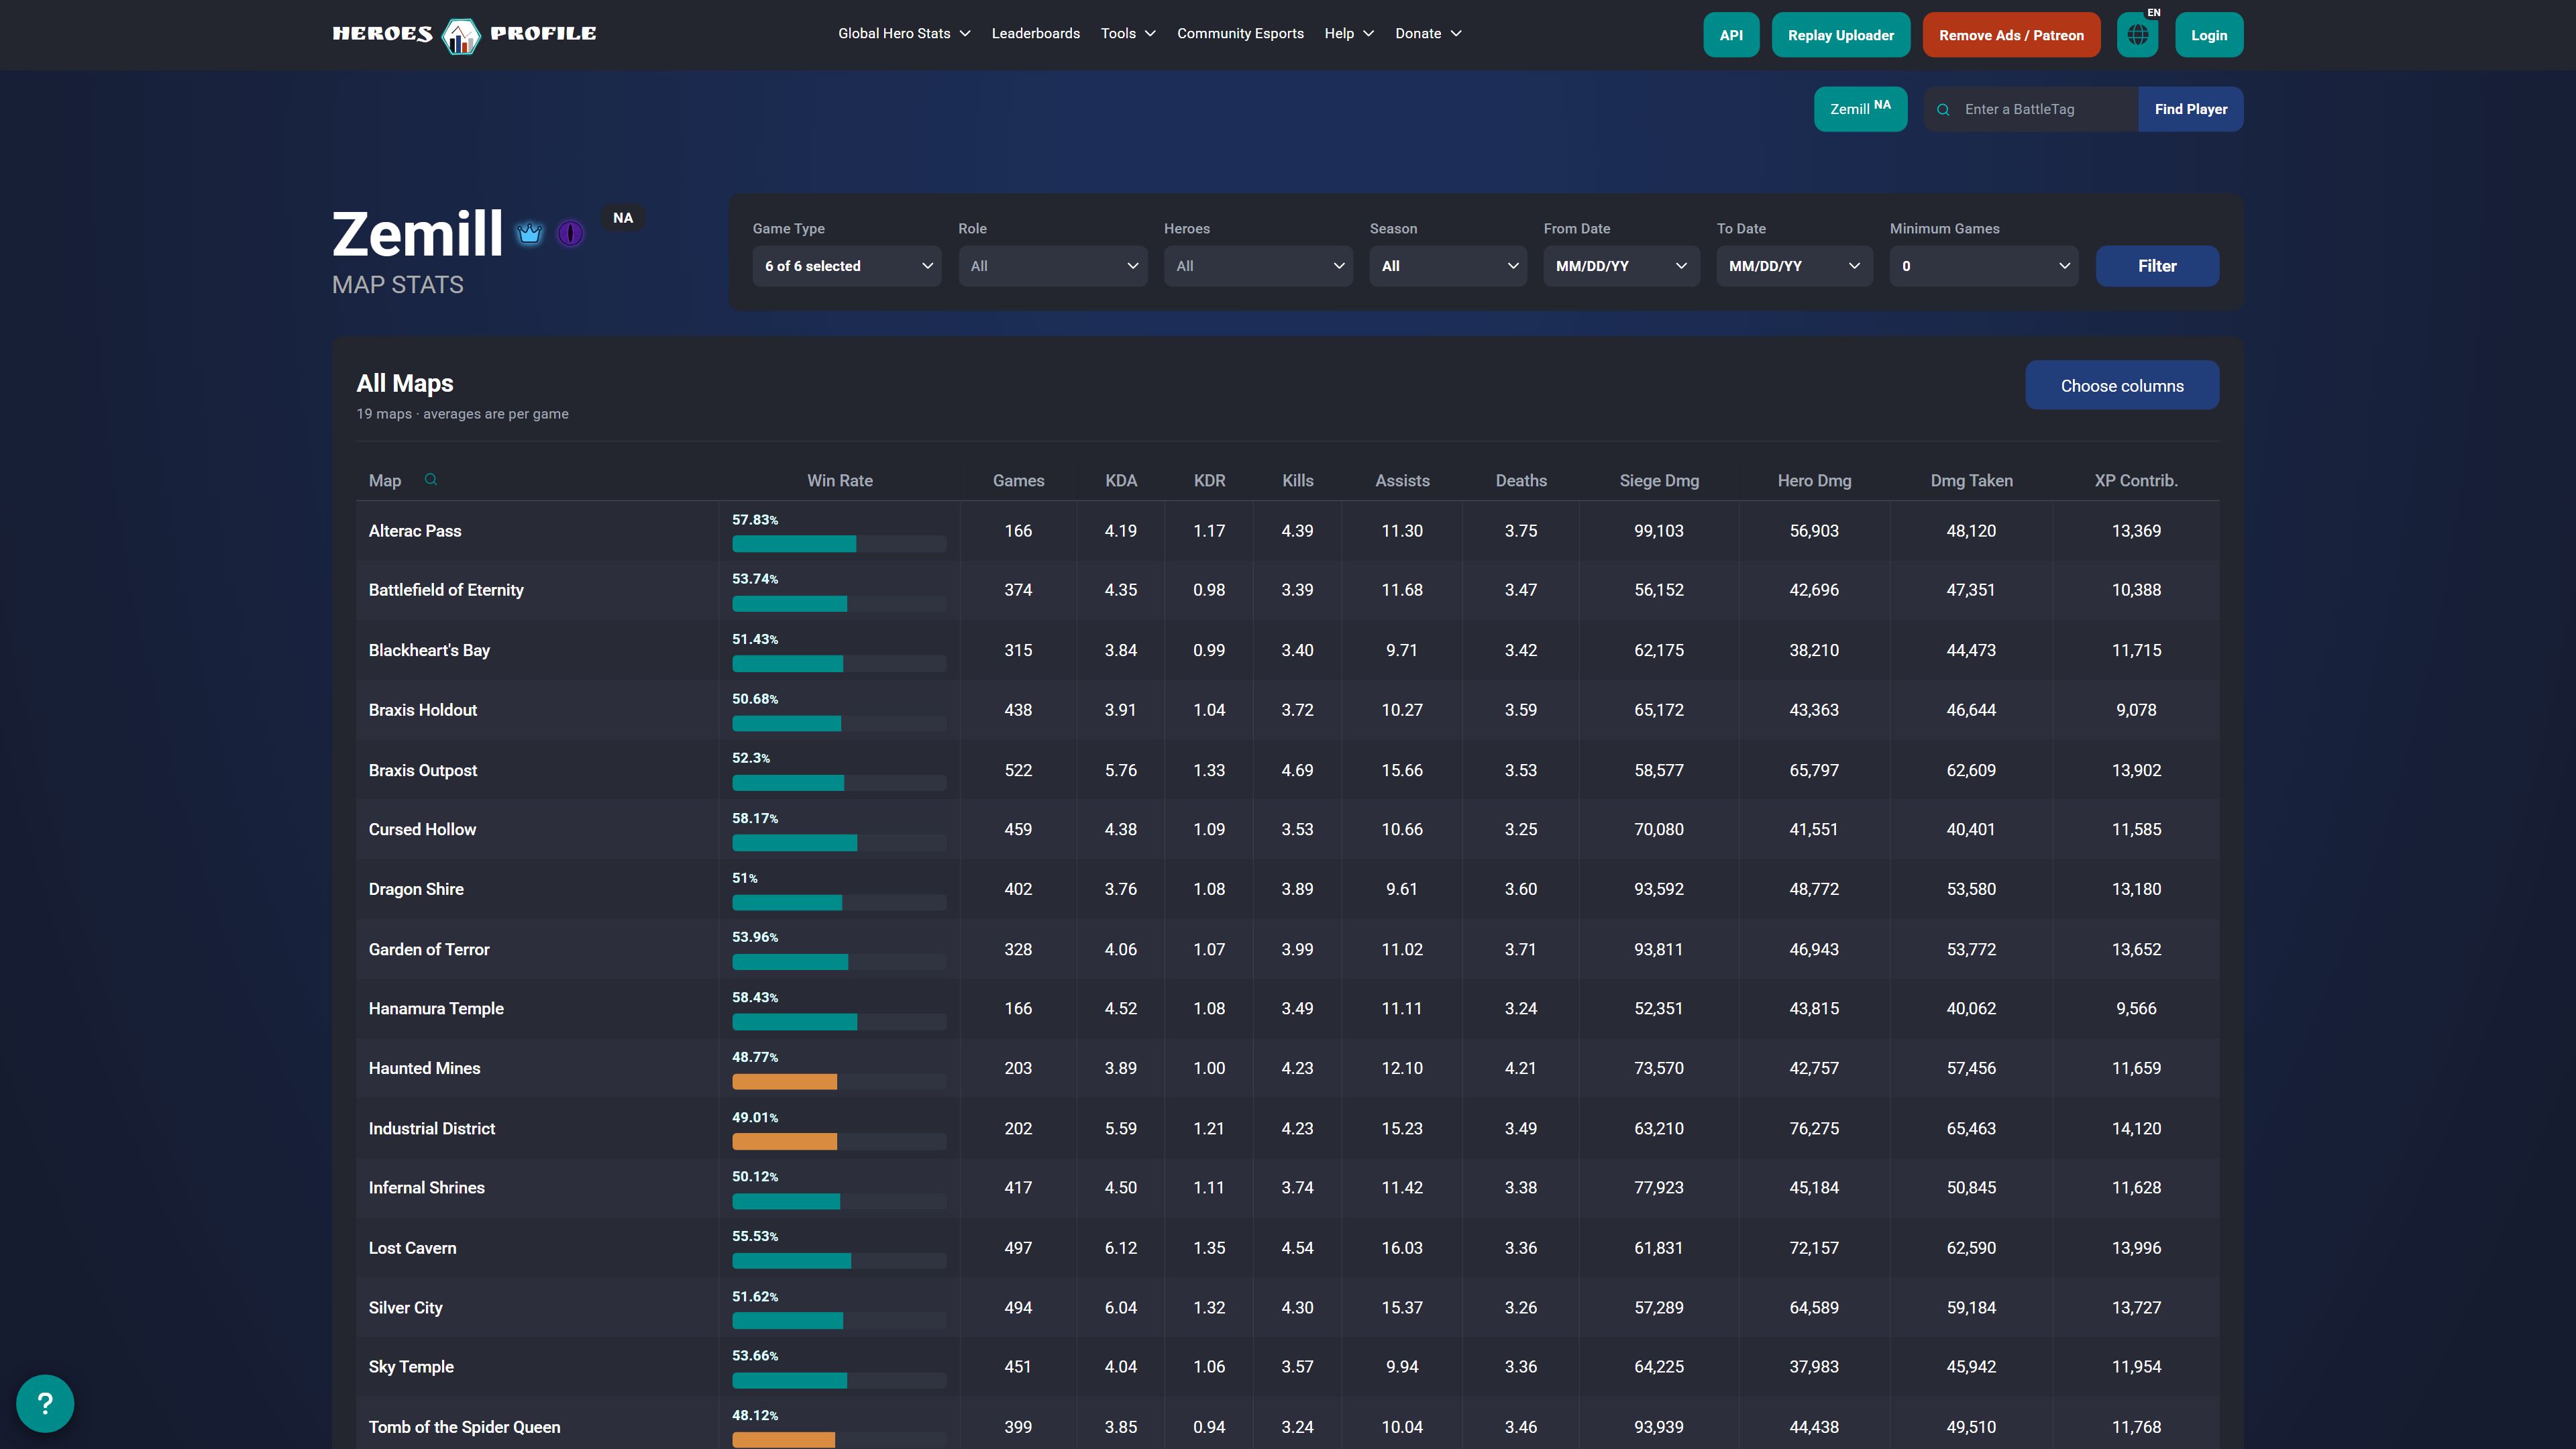 HEROES PROFILE
Global Hero Stats Leaderboards Tools Community Esports Help Donate
API Replay Uploader Remove Ads / Patreon EN Login
Zemill NA Enter a BattleTag Find Player
Zemill NA
MAP STATS
Game Type Role Heroes Season From Date To Date Minimum Games
6 of 6 selected All All All MM/DD/YY MM/DD/YY 0 Filter
All Maps
19 maps · averages are per game
Choose columns
Map Win Rate Games KDA KDR Kills Assists Deaths Siege Dmg Hero Dmg Dmg Taken XP Contrib.
Alterac Pass 57.83% 166 4.19 1.17 4.39 11.30 3.75 99,103 56,903 48,120 13,369
Battlefield of Eternity 53.74% 374 4.35 0.98 3.39 11.68 3.47 56,152 42,696 47,351 10,388
Blackheart's Bay 51.43% 315 3.84 0.99 3.40 9.71 3.42 62,175 38,210 44,473 11,715
Braxis Holdout 50.68% 438 3.91 1.04 3.72 10.27 3.59 65,172 43,363 46,644 9,078
Braxis Outpost 52.3% 522 5.76 1.33 4.69 15.66 3.53 58,577 65,797 62,609 13,902
Cursed Hollow 58.17% 459 4.38 1.09 3.53 10.66 3.25 70,080 41,551 40,401 11,585
Dragon Shire 51% 402 3.76 1.08 3.89 9.61 3.60 93,592 48,772 53,580 13,180
Garden of Terror 53.96% 328 4.06 1.07 3.99 11.02 3.71 93,811 46,943 53,772 13,652
Hanamura Temple 58.43% 166 4.52 1.08 3.49 11.11 3.24 52,351 43,815 40,062 9,566
Haunted Mines 48.77% 203 3.89 1.00 4.23 12.10 4.21 73,570 42,757 57,456 11,659
Industrial District 49.01% 202 5.59 1.21 4.23 15.23 3.49 63,210 76,275 65,463 14,120
Infernal Shrines 50.12% 417 4.50 1.11 3.74 11.42 3.38 77,923 45,184 50,845 11,628
Lost Cavern 55.53% 497 6.12 1.35 4.54 16.03 3.36 61,831 72,157 62,590 13,996
Silver City 51.62% 494 6.04 1.32 4.30 15.37 3.26 57,289 64,589 59,184 13,727
Sky Temple 53.66% 451 4.04 1.06 3.57 9.94 3.36 64,225 37,983 45,942 11,954
Tomb of the Spider Queen 48.12% 399 3.85 0.94 3.24 10.04 3.46 93,939 44,438 49,510 11,768
?